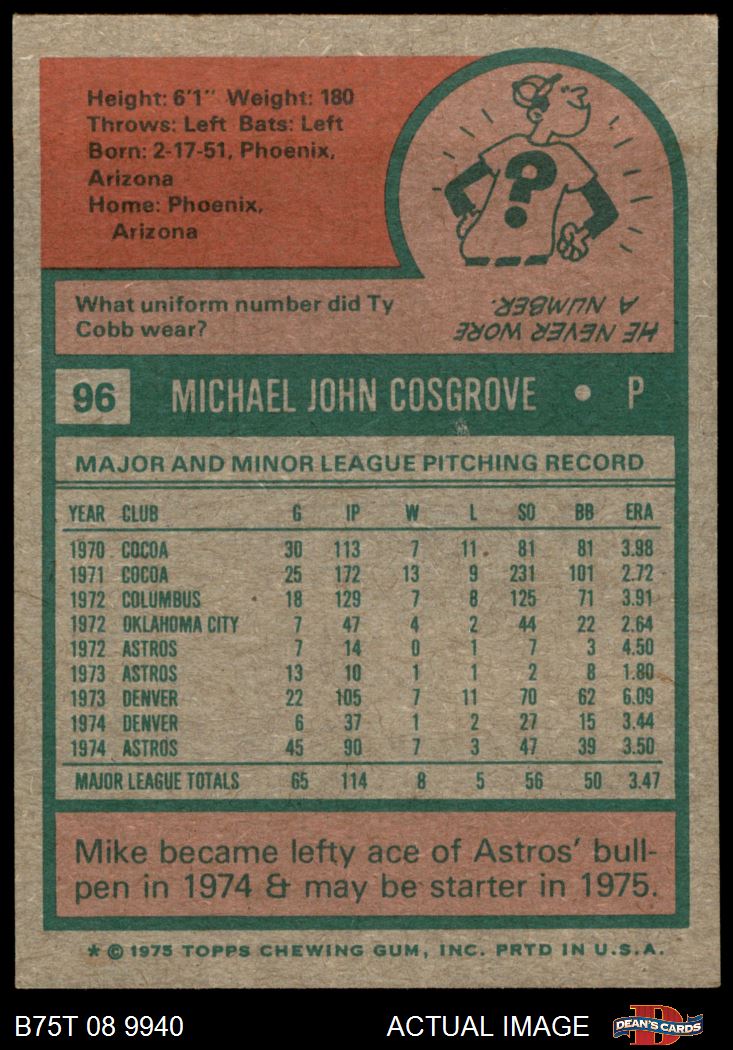 Height: 6'1" Weight: 180
Throws: Left Bats: Left
Born: 2-17-51, Phoenix,
Arizona
Home: Phoenix,
Arizona
?
What uniform number did Ty
Cobb wear?
HE NEVER WORE
A NUMBER.
96 MICHAEL JOHN COSGROVE • P
MAJOR AND MINOR LEAGUE PITCHING RECORD
YEAR CLUB G IP W L SO BB ERA
1970 COCOA 30 113 7 11 81 81 3.98
1971 COCOA 25 172 13 9 231 101 2.72
1972 COLUMBUS 18 129 7 8 125 71 3.91
1972 OKLAHOMA CITY 7 47 4 2 44 22 2.64
1972 ASTROS 7 14 0 1 7 3 4.50
1973 ASTROS 13 10 1 1 2 8 1.80
1973 DENVER 22 105 7 11 70 62 6.09
1974 DENVER 6 37 1 2 27 15 3.44
1974 ASTROS 45 90 7 3 47 39 3.50
MAJOR LEAGUE TOTALS 65 114 8 5 56 50 3.47
Mike became lefty ace of Astros' bull-
pen in 1974 & may be starter in 1975.
* © 1975 TOPPS CHEWING GUM, INC. PRTD IN U.S.A.
B75T 08 9940 ACTUAL IMAGE D DEAN'S CARDS